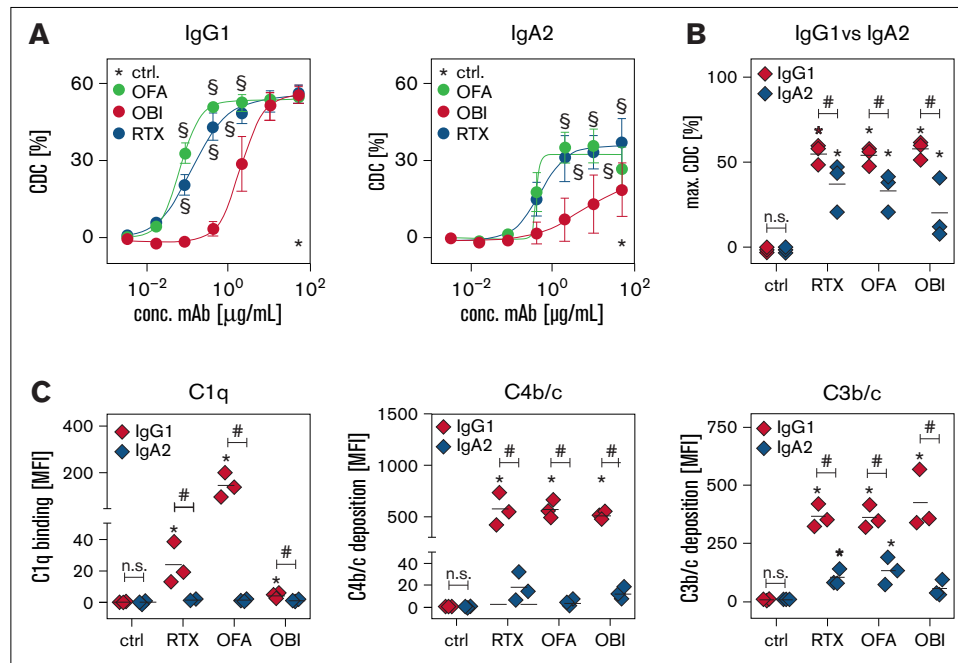 A
IgG1
CDC [%]
60
30
0
* ctrl.
OFA
OBI
RTX
§ § § § § §
*
10⁻² 10⁰ 10²
conc. mAb [µg/mL]
IgA2
CDC [%]
60
30
0
* ctrl.
OFA
OBI
RTX
§ § § § §
*
10⁻² 10⁰ 10²
conc. mAb [µg/mL]
B
IgG1vs IgA2
max. CDC [%]
100
50
0
IgG1
IgA2
# # #
* * * * * *
n.s.
ctrl RTX OFA OBI
C
C1q
C1q binding [MFI]
400
200
40
20
0
IgG1
IgA2
#
*
#
*
#
*
n.s.
ctrl RTX OFA OBI
C4b/c
C4b/c deposition [MFI]
1500
1000
500
40
20
0
IgG1
IgA2
# # #
* * *
n.s.
ctrl RTX OFA OBI
C3b/c
C3b/c deposition [MFI]
750
500
250
0
IgG1
IgA2
#
*
# #
* *
* *
n.s.
ctrl RTX OFA OBI